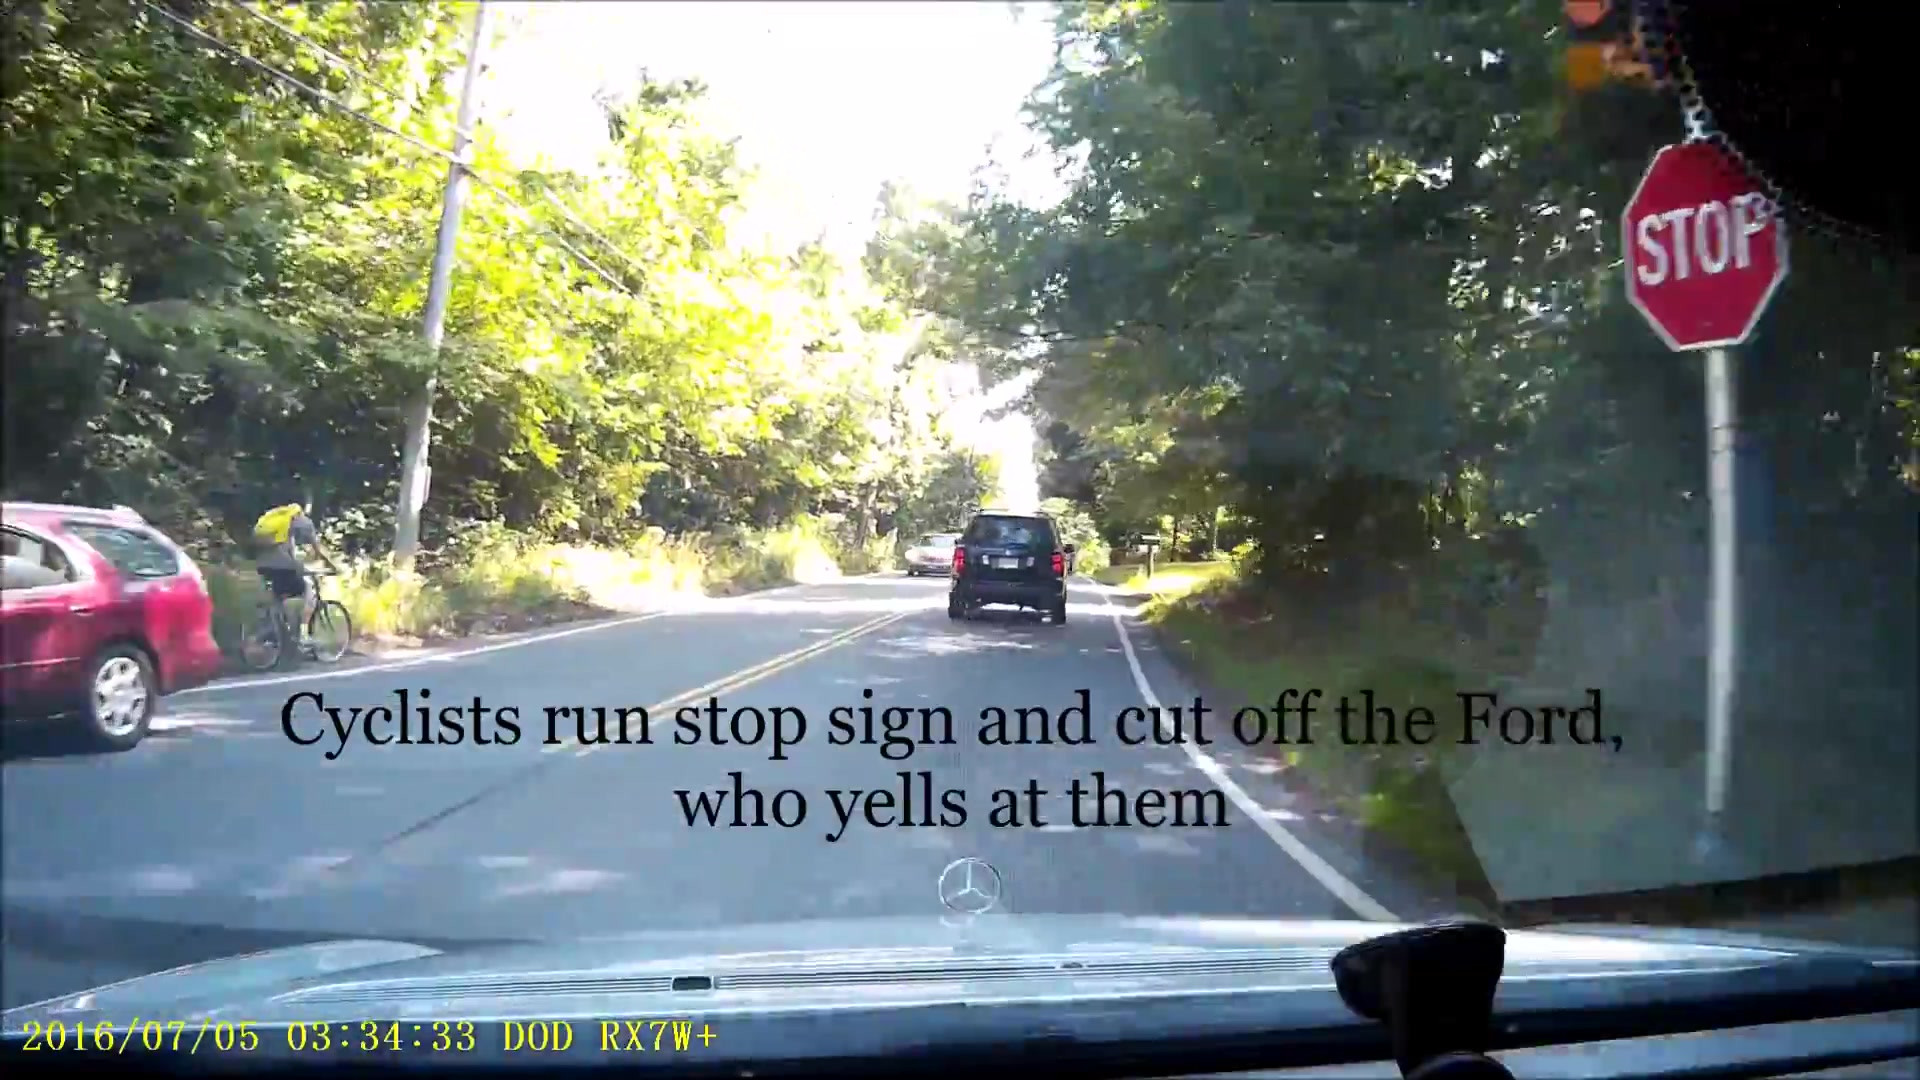 STOP
Cyclists run stop sign and cut off the Ford,
who yells at them
2016/07/05 03:34:33 DOD RX7W+